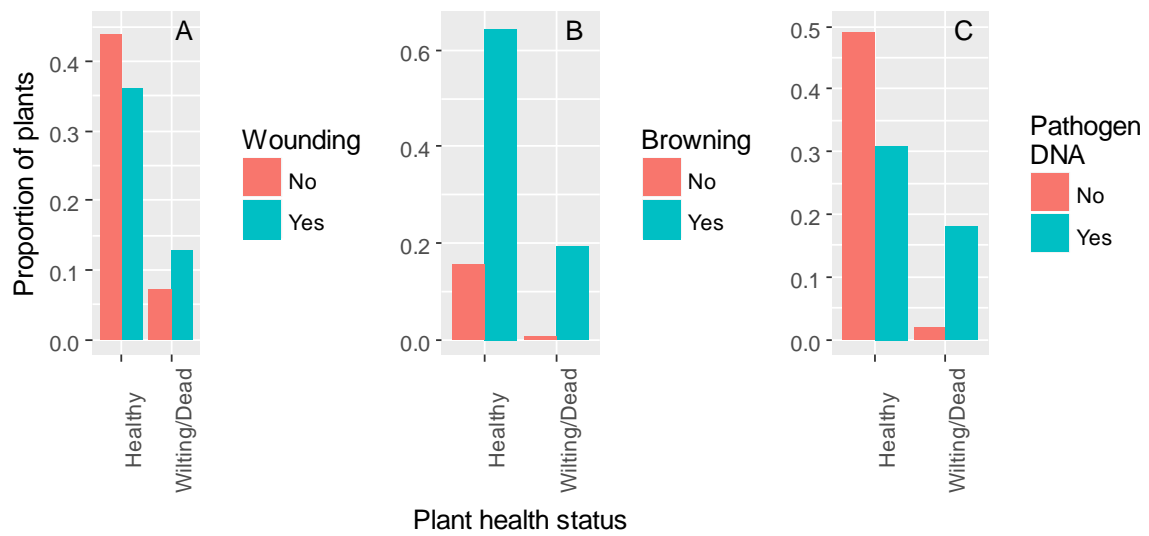 Proportion of plants
A
0.4
0.3
0.2
0.1
0.0
Healthy
Wilting/Dead
Wounding
No
Yes
B
0.6
0.4
0.2
0.0
Healthy
Wilting/Dead
Browning
No
Yes
C
0.5
0.4
0.3
0.2
0.1
0.0
Healthy
Wilting/Dead
Pathogen
DNA
No
Yes
Plant health status